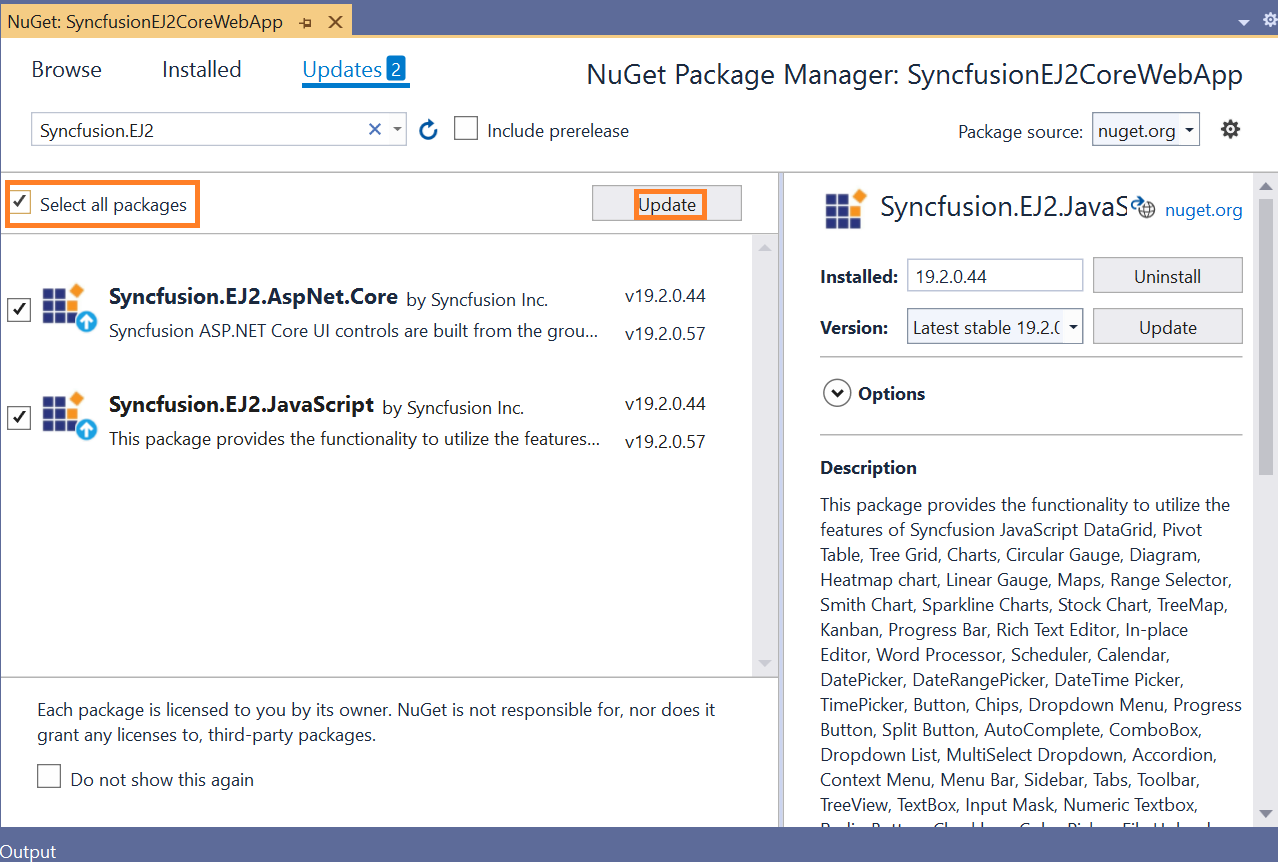 NuGet: SyncfusionEJ2CoreWebApp
Browse
Installed
Updates 2
NuGet Package Manager: SyncfusionEJ2CoreWebApp
Syncfusion.EJ2
Include prerelease
Package source: nuget.org
Select all packages
Update
Syncfusion.EJ2.AspNet.Core by Syncfusion Inc.
v19.2.0.44
Syncfusion ASP.NET Core UI controls are built from the grou...
v19.2.0.57
Syncfusion.EJ2.JavaScript by Syncfusion Inc.
v19.2.0.44
This package provides the functionality to utilize the features...
v19.2.0.57
Each package is licensed to you by its owner. NuGet is not responsible for, nor does it
grant any licenses to, third-party packages.
Do not show this again
Syncfusion.EJ2.JavaS
nuget.org
Installed: 19.2.0.44
Uninstall
Version: Latest stable 19.2.0
Update
Options
Description
This package provides the functionality to utilize the
features of Syncfusion JavaScript DataGrid, Pivot
Table, Tree Grid, Charts, Circular Gauge, Diagram,
Heatmap chart, Linear Gauge, Maps, Range Selector,
Smith Chart, Sparkline Charts, Stock Chart, TreeMap,
Kanban, Progress Bar, Rich Text Editor, In-place
Editor, Word Processor, Scheduler, Calendar,
DatePicker, DateRangePicker, DateTime Picker,
TimePicker, Button, Chips, Dropdown Menu, Progress
Button, Split Button, AutoComplete, ComboBox,
Dropdown List, MultiSelect Dropdown, Accordion,
Context Menu, Menu Bar, Sidebar, Tabs, Toolbar,
TreeView, TextBox, Input Mask, Numeric Textbox,
Output